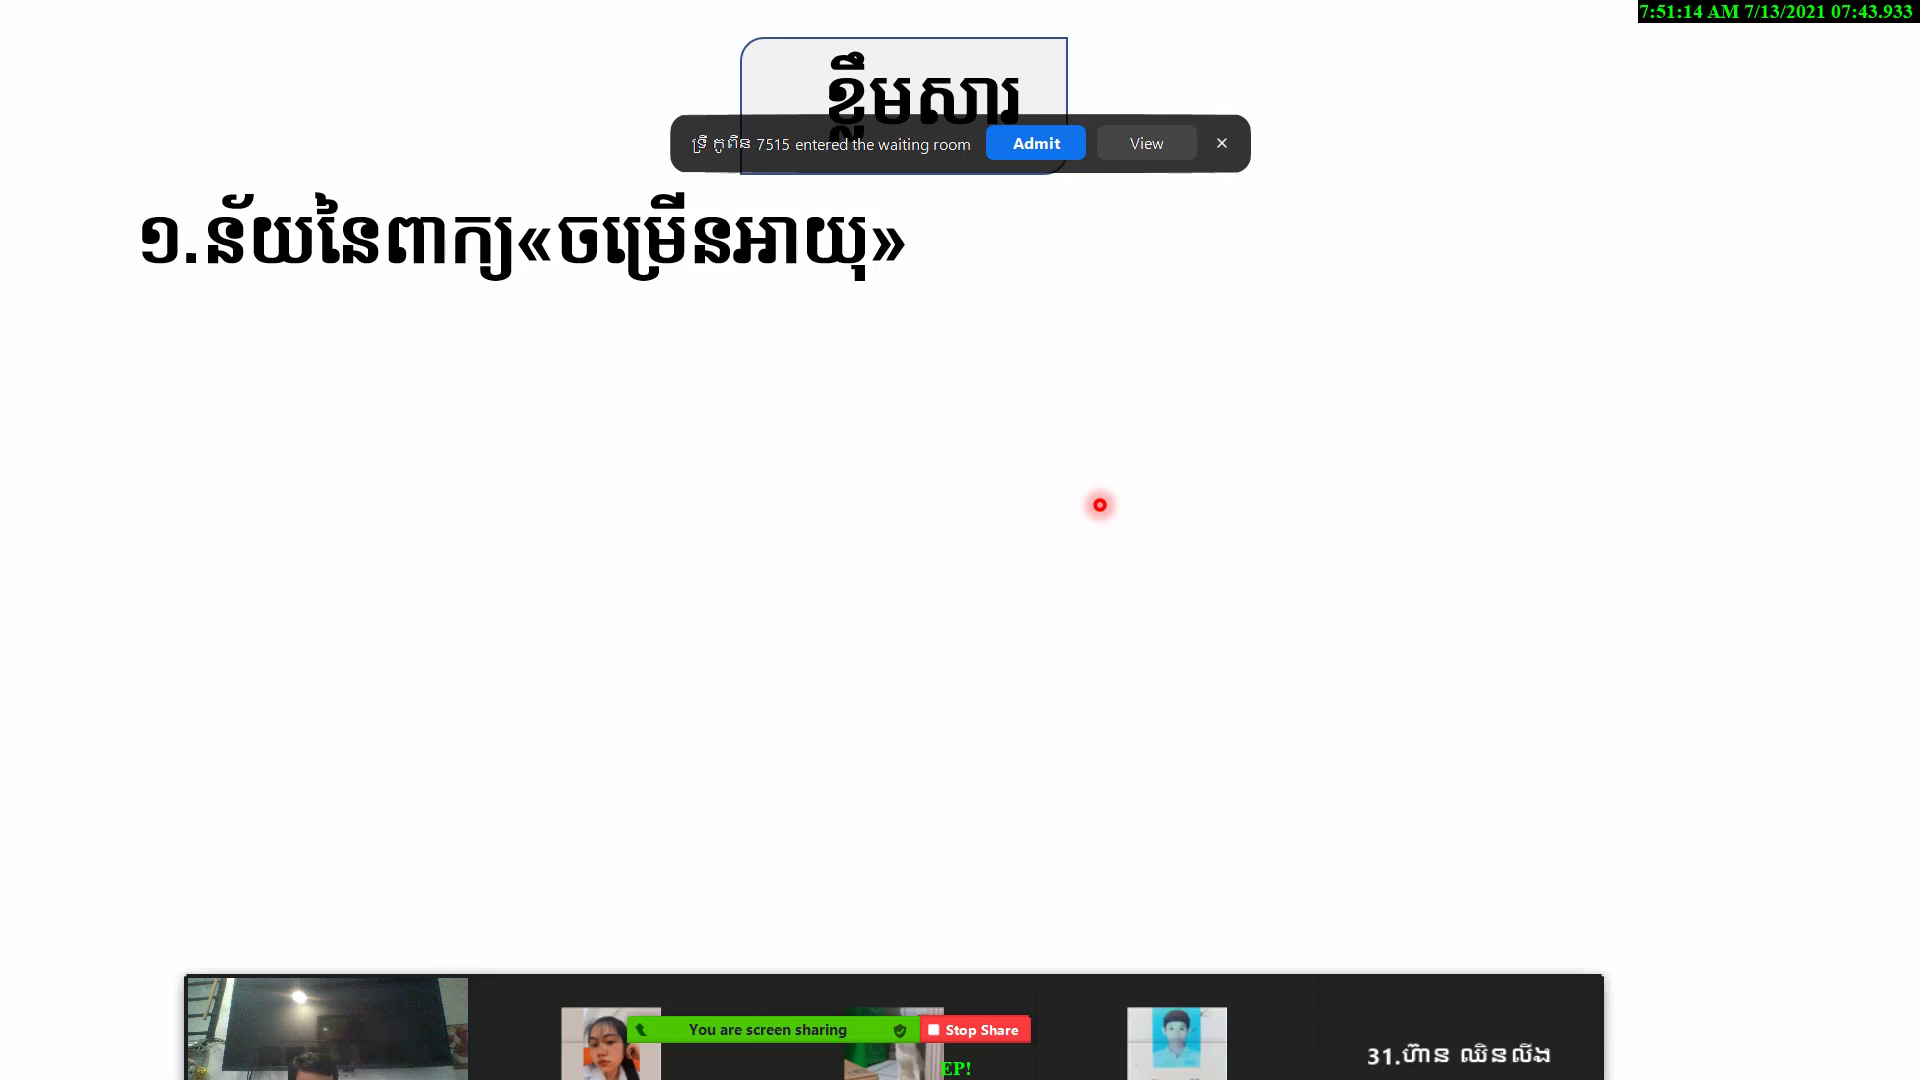 7:51:14 AM 7/13/2021 07:43.933
ខ្លឹមសារ
ទ្រី កូពីន 7515 entered the waiting room Admit View
១.ន័យនៃពាក្យ«ចម្រើនអាយុ»
You are screen sharing Stop Share
EP!
31.ហ៊ាន ឈិនលីង